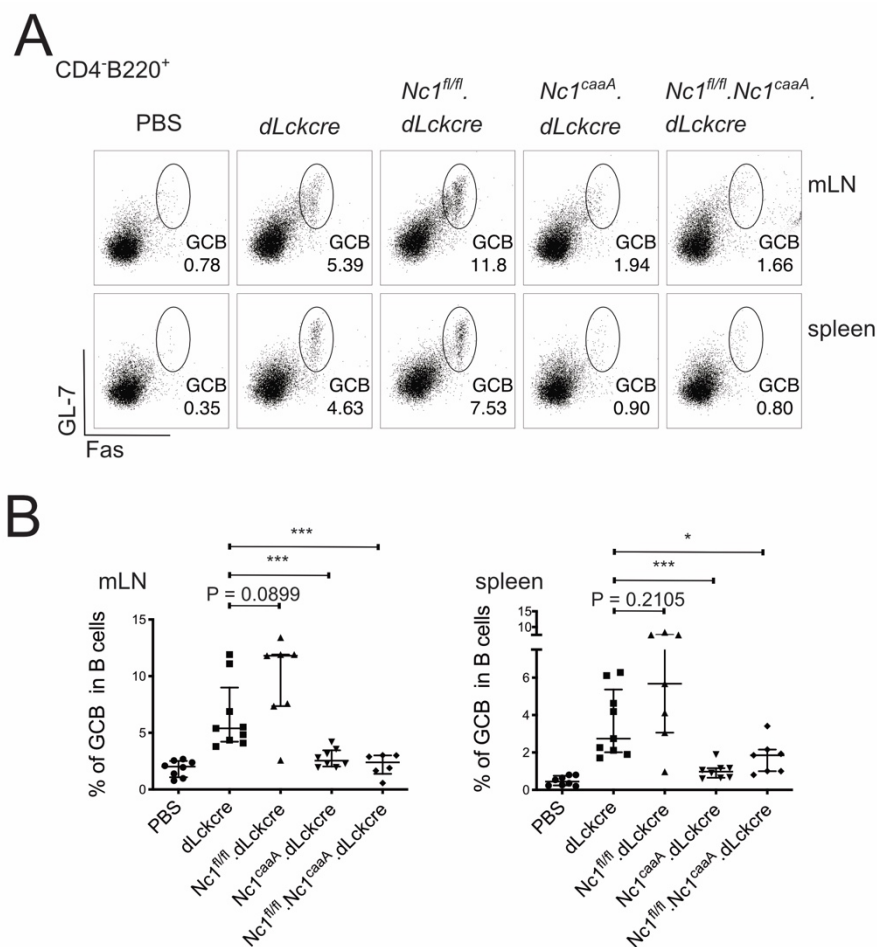 A
CD4-B220+
PBS
dLckcre
Nc1fl/fl.
dLckcre
Nc1caaA.
dLckcre
Nc1fl/fl.Nc1caaA.
dLckcre
mLN
GCB
0.78
GCB
5.39
GCB
11.8
GCB
1.94
GCB
1.66
spleen
GCB
0.35
GCB
4.63
GCB
7.53
GCB
0.90
GCB
0.80
GL-7
Fas
B
mLN
***
***
P = 0.0899
% of GCB in B cells
15
10
5
0
PBS
dLckcre
Nc1fl/fl.dLckcre
Nc1caaA.dLckcre
Nc1fl/fl.Nc1caaA.dLckcre
spleen
*
***
P = 0.2105
% of GCB in B cells
15
10
6
4
2
0
PBS
dLckcre
Nc1fl/fl.dLckcre
Nc1caaA.dLckcre
Nc1fl/fl.Nc1caaA.dLckcre